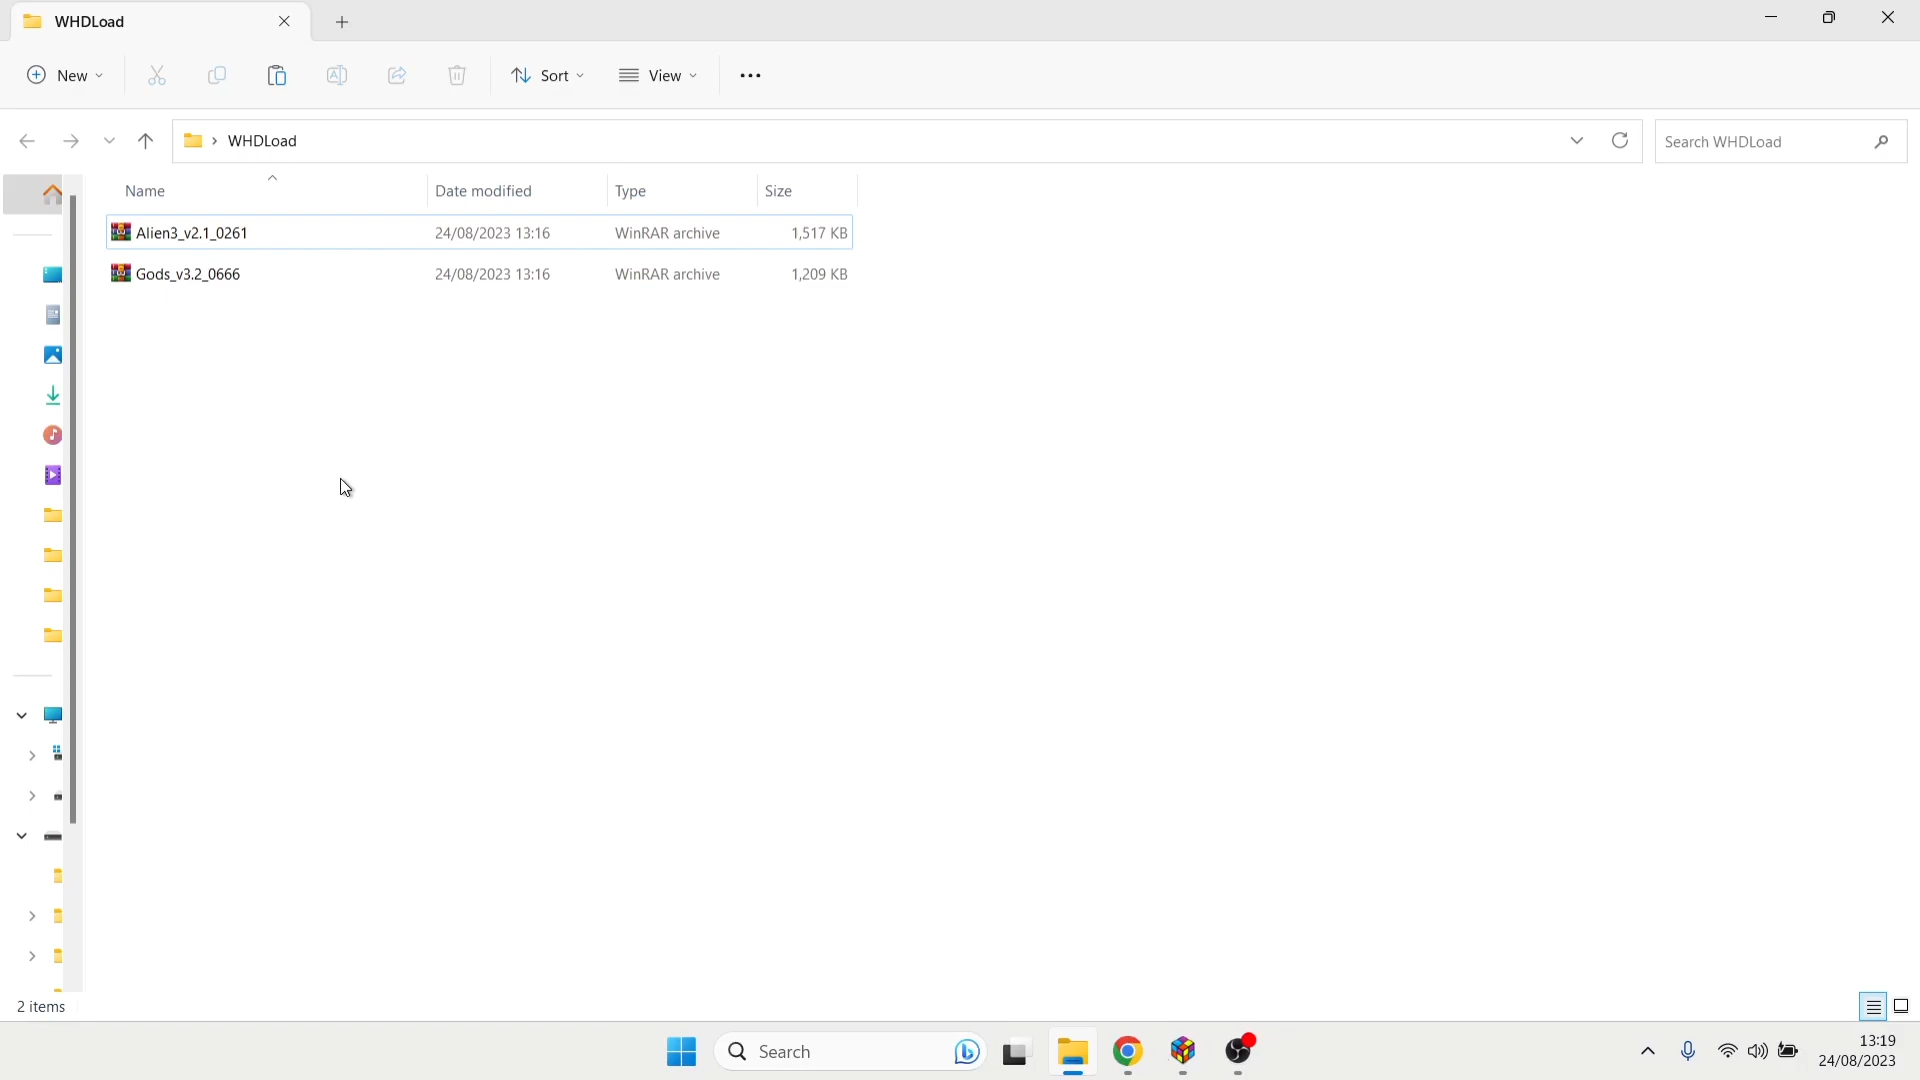 WHDLoad
New
Sort
View
WHDLoad
Search WHDLoad
Name
Date modified
Type
Size
Alien3_v2.1_0261
24/08/2023 13:16
WinRAR archive
1,517 KB
Gods_v3.2_0666
24/08/2023 13:16
WinRAR archive
1,209 KB
2 items
Search
13:19
24/08/2023